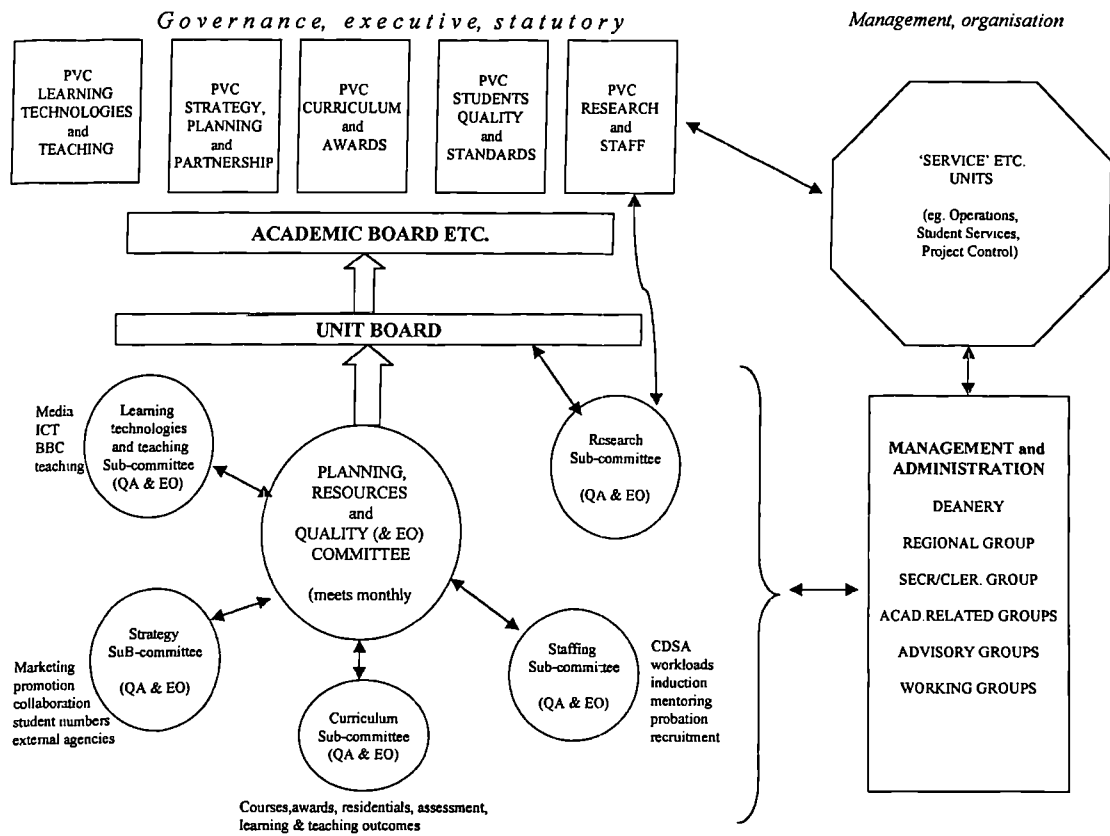 Governance, executive, statutory
Management, organisation
PVC
LEARNING
TECHNOLOGIES
and
TEACHING
PVC
STRATEGY,
PLANNING
and
PARTNERSHIP
PVC
CURRICULUM
and
AWARDS
PVC
STUDENTS
QUALITY
and
STANDARDS
PVC
RESEARCH
and
STAFF
'SERVICE' ETC.
UNITS
(eg. Operations,
Student Services,
Project Control)
ACADEMIC BOARD ETC.
UNIT BOARD
Media
ICT
BBC
teaching
Learning
technologies
and teaching
Sub-committee
(QA & EO)
PLANNING,
RESOURCES
and
QUALITY (& EO)
COMMITTEE
(meets monthly
Research
Sub-committee
(QA & EO)
MANAGEMENT and
ADMINISTRATION
DEANERY
REGIONAL GROUP
SECR/CLER. GROUP
ACAD.RELATED GROUPS
ADVISORY GROUPS
WORKING GROUPS
Strategy
SuB-committee
(QA & EO)
Marketing
promotion
collaboration
student numbers
external agencies
Curriculum
Sub-committee
(QA & EO)
Courses,awards, residentials, assessment,
learning & teaching outcomes
Staffing
Sub-committee
(QA & EO)
CDSA
workloads
induction
mentoring
probation
recruitment